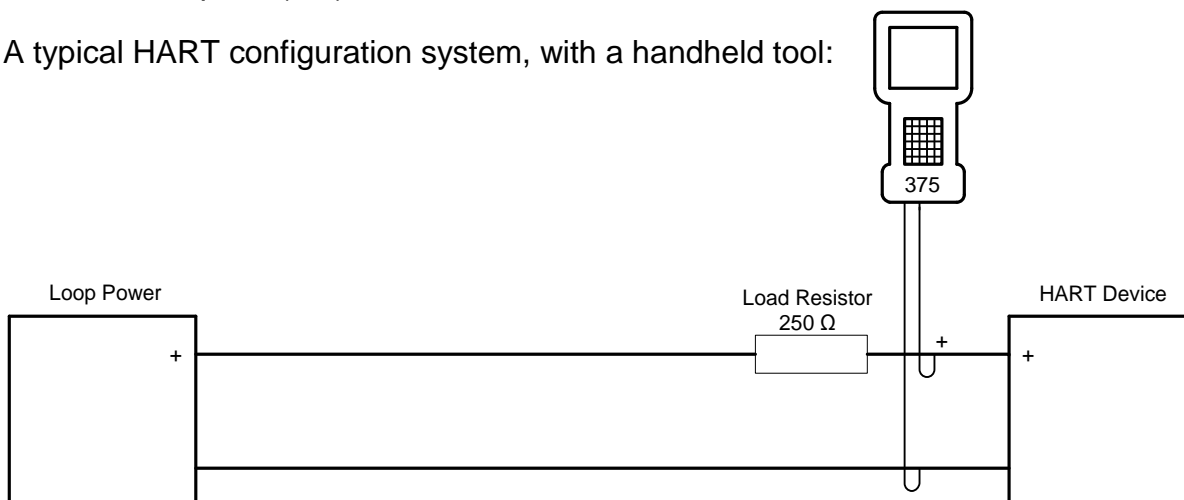 A typical HART configuration system, with a handheld tool:
375
Loop Power
Load Resistor
250 Ω
HART Device
+
+
+